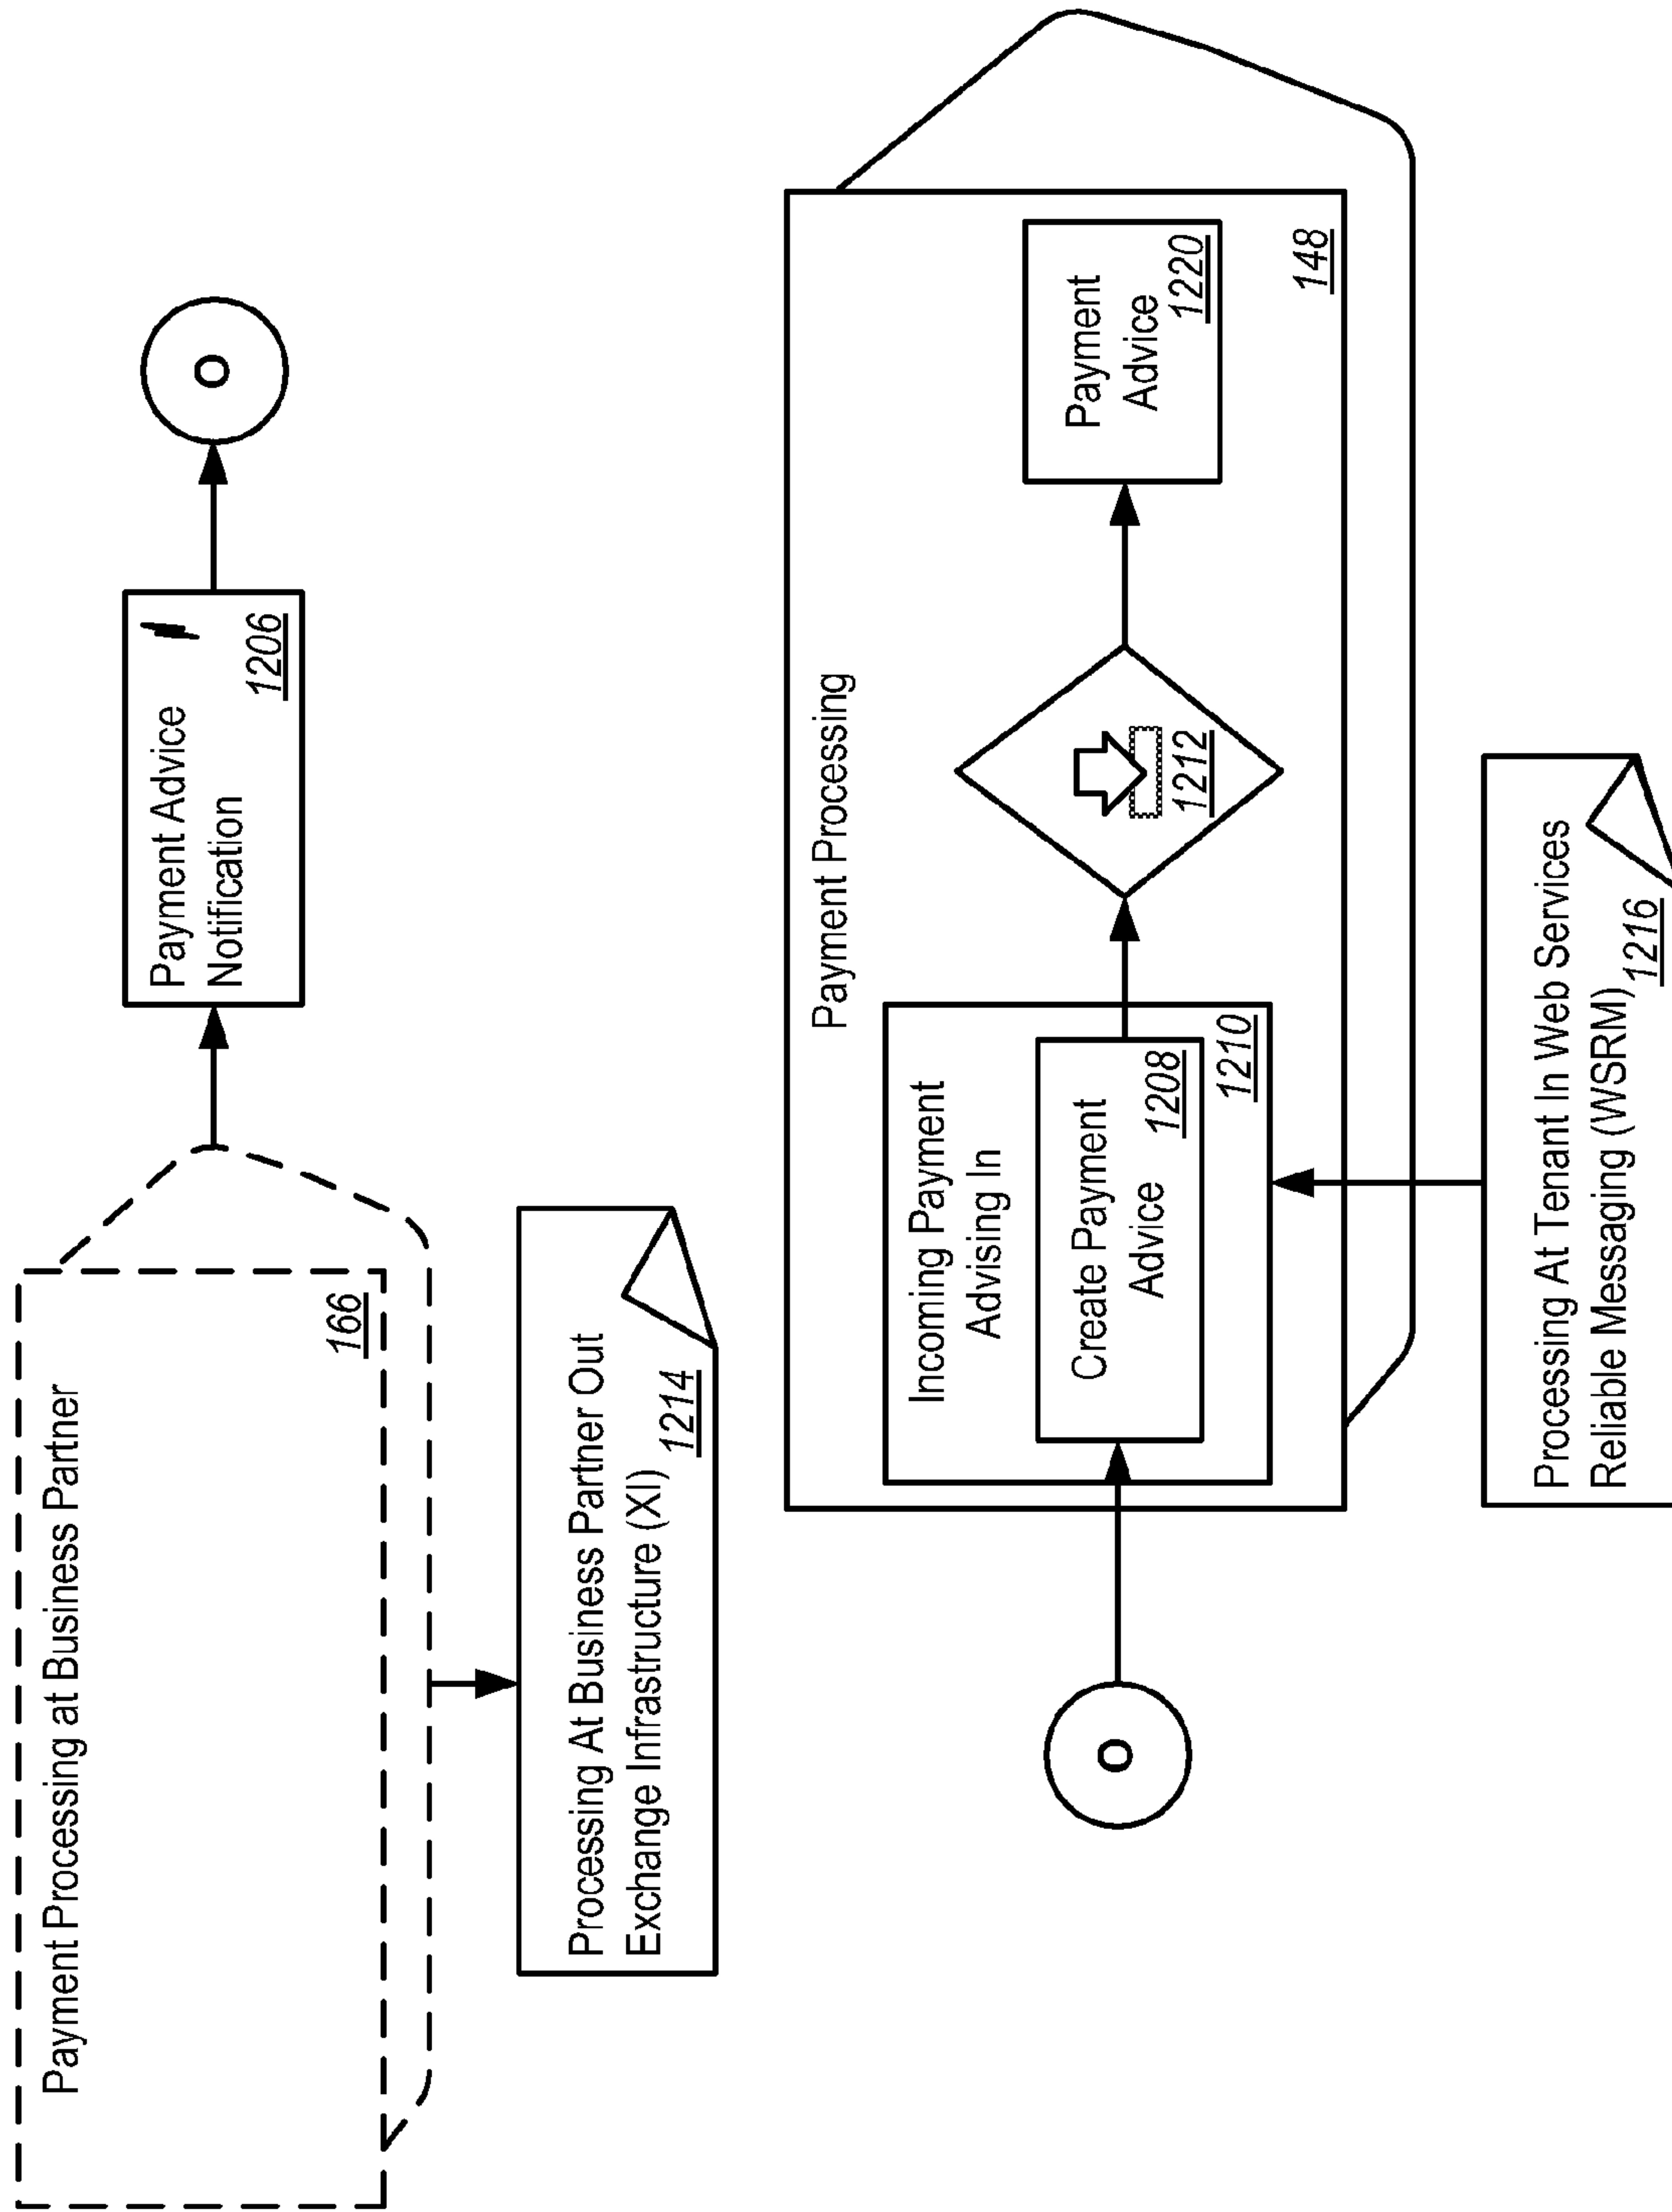 Payment Processing at Business Partner
166
Payment Advice
Notification
1206
O
Processing At Business Partner Out
Exchange Infrastructure (XI)
1214
O
Payment Processing
Incoming Payment
Advising In
Create Payment
Advice
1208
1210
1212
Payment
Advice
1220
148
Processing At Tenant In Web Services
Reliable Messaging (WSRM)
1216